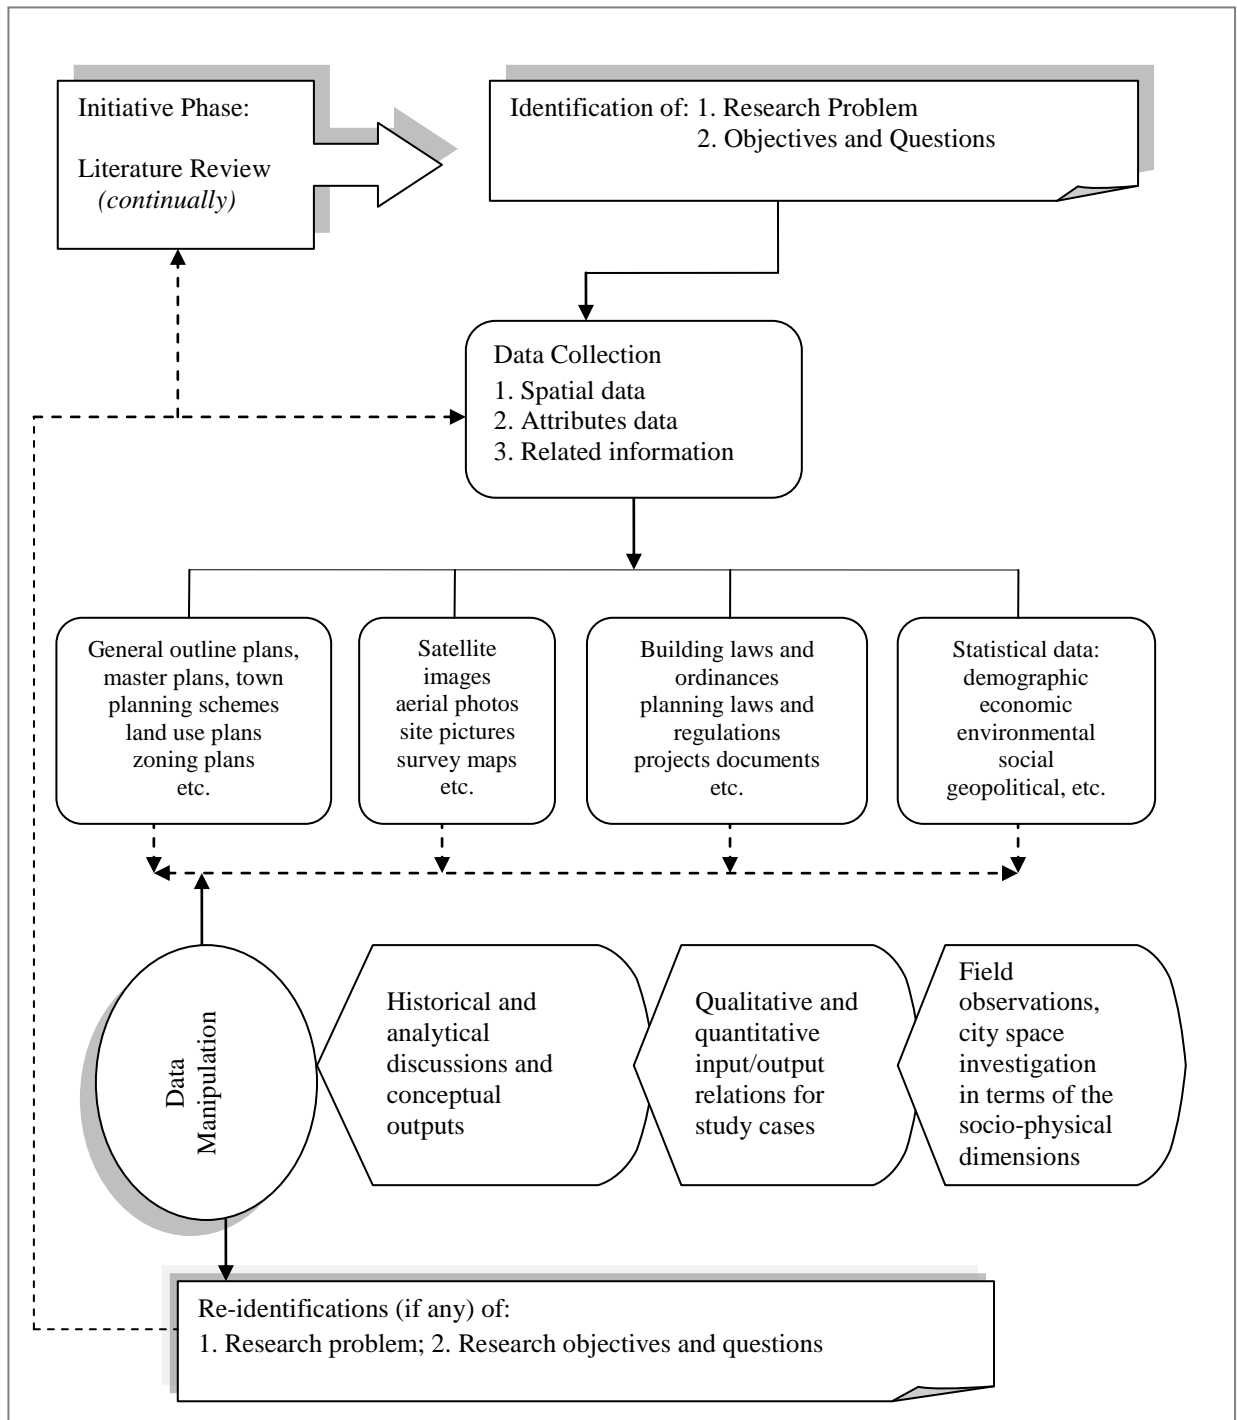 Initiative Phase:
Literature Review
(continually)
Identification of: 1. Research Problem
2. Objectives and Questions
Data Collection
1. Spatial data
2. Attributes data
3. Related information
General outline plans,
master plans, town
planning schemes
land use plans
zoning plans
etc.
Satellite
images
aerial photos
site pictures
survey maps
etc.
Building laws and
ordinances
planning laws and
regulations
projects documents
etc.
Statistical data:
demographic
economic
environmental
social
geopolitical, etc.
Data
Manipulation
Historical and
analytical
discussions and
conceptual
outputs
Qualitative and
quantitative
input/output
relations for
study cases
Field
observations,
city space
investigation
in terms of the
socio-physical
dimensions
Re-identifications (if any) of:
1. Research problem; 2. Research objectives and questions